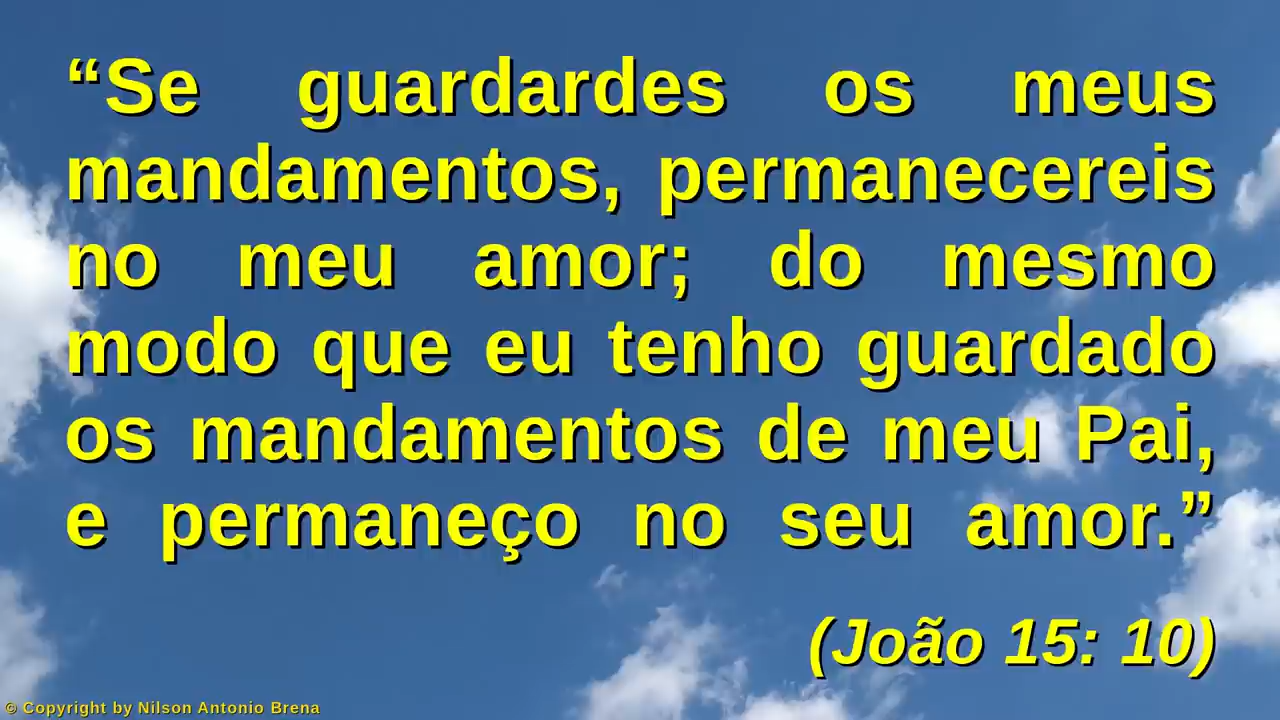 “Se guardardes os meus
mandamentos, permanecereis
no meu amor; do mesmo
modo que eu tenho guardado
os mandamentos de meu Pai,
e permaneço no seu amor.”
(João 15: 10)
© Copyright by Nilson Antonio Brena